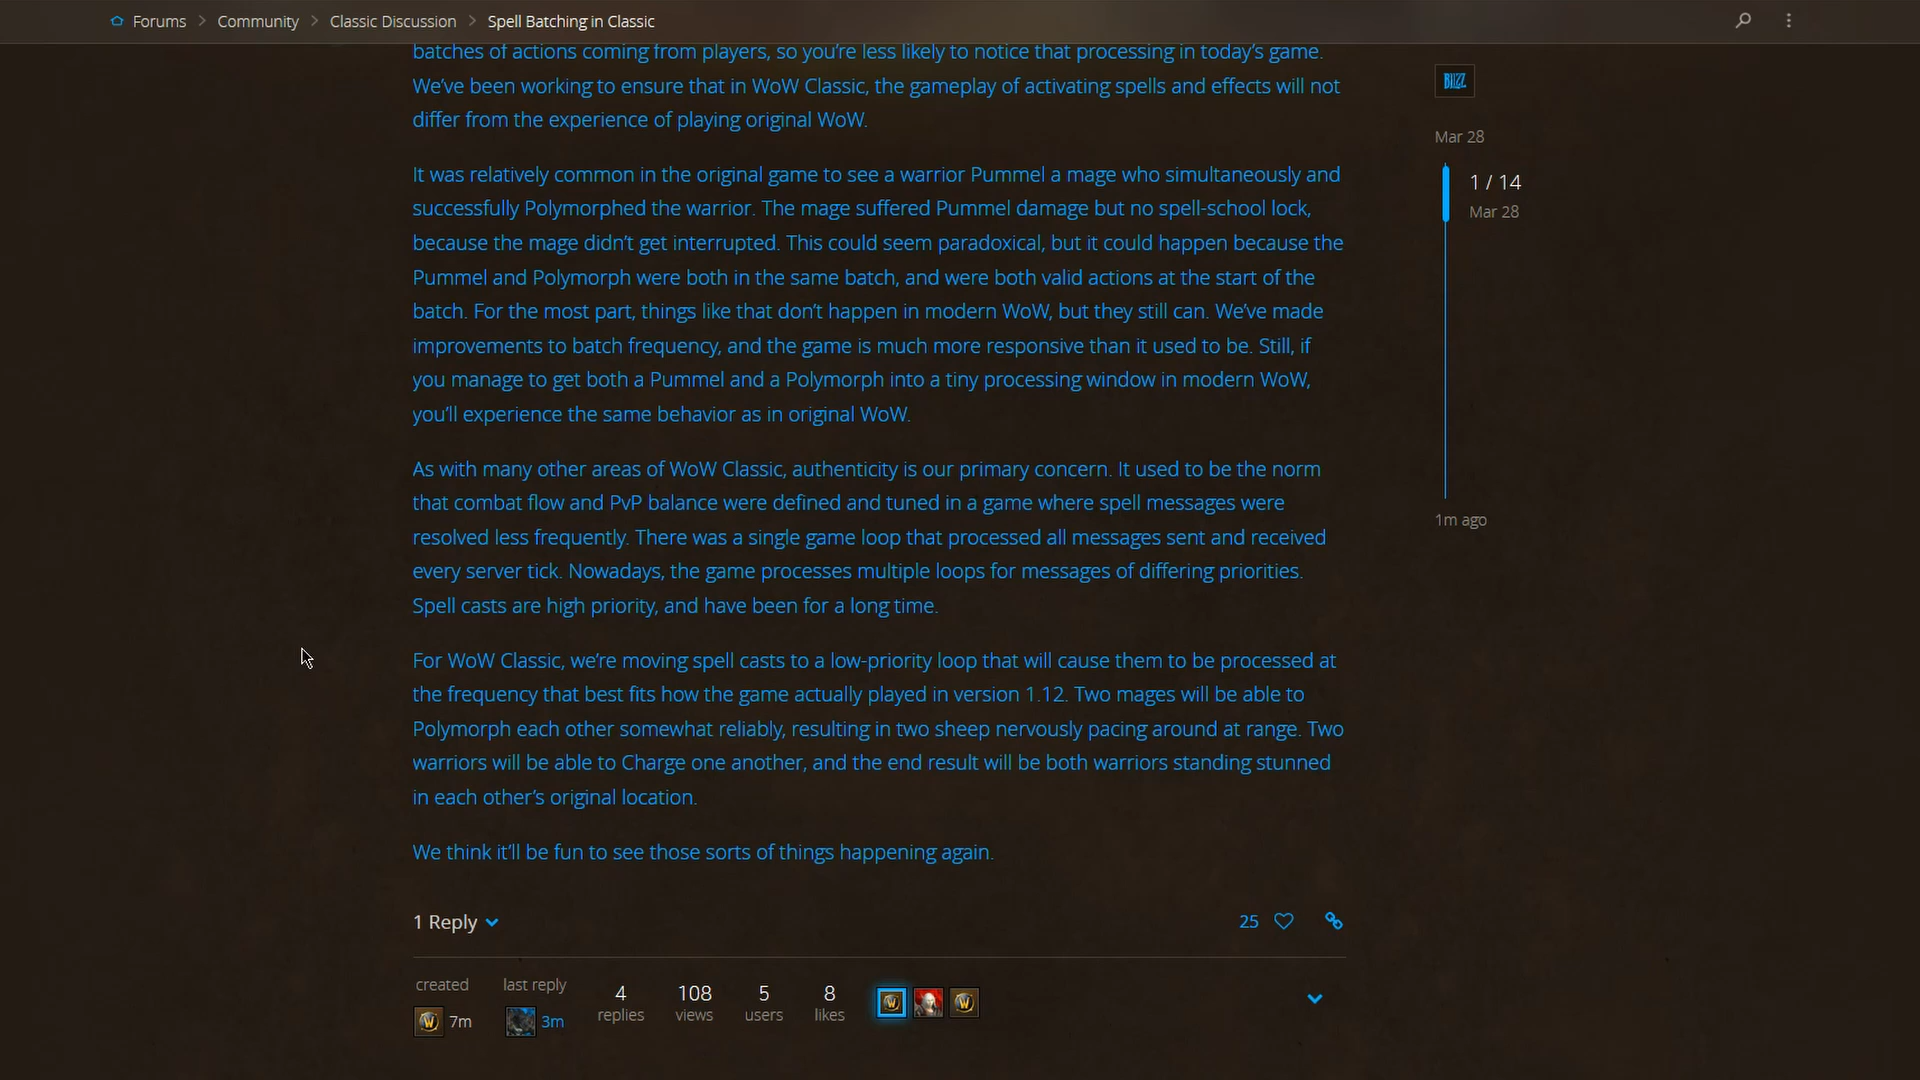 Forums > Community > Classic Discussion > Spell Batching in Classic
batches of actions coming from players, so you're less likely to notice that processing in today's game.
We've been working to ensure that in WoW Classic, the gameplay of activating spells and effects will not
differ from the experience of playing original WoW.
It was relatively common in the original game to see a warrior Pummel a mage who simultaneously and
successfully Polymorphed the warrior. The mage suffered Pummel damage but no spell-school lock,
because the mage didn't get interrupted. This could seem paradoxical, but it could happen because the
Pummel and Polymorph were both in the same batch, and were both valid actions at the start of the
batch. For the most part, things like that don't happen in modern WoW, but they still can. We've made
improvements to batch frequency, and the game is much more responsive than it used to be. Still, if
you manage to get both a Pummel and a Polymorph into a tiny processing window in modern WoW,
you'll experience the same behavior as in original WoW.
As with many other areas of WoW Classic, authenticity is our primary concern. It used to be the norm
that combat flow and PvP balance were defined and tuned in a game where spell messages were
resolved less frequently. There was a single game loop that processed all messages sent and received
every server tick. Nowadays, the game processes multiple loops for messages of differing priorities.
Spell casts are high priority, and have been for a long time.
For WoW Classic, we're moving spell casts to a low-priority loop that will cause them to be processed at
the frequency that best fits how the game actually played in version 1.12. Two mages will be able to
Polymorph each other somewhat reliably, resulting in two sheep nervously pacing around at range. Two
warriors will be able to Charge one another, and the end result will be both warriors standing stunned
in each other's original location.
We think it'll be fun to see those sorts of things happening again.
1 Reply
25
created
last reply
4
108
5
8
7m
3m
replies
views
users
likes
BLIZZ
Mar 28
1 / 14
Mar 28
1m ago